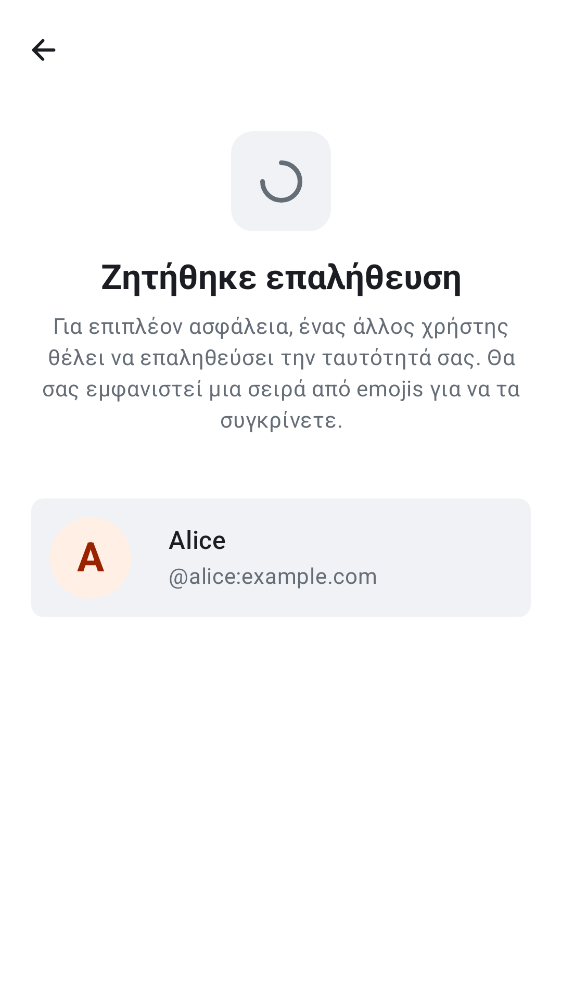 Ζητήθηκε επαλήθευση
Για επιπλέον ασφάλεια, ένας άλλος χρήστης
θέλει να επαληθεύσει την ταυτότητά σας. Θα
σας εμφανιστεί μια σειρά από emojis για να τα
συγκρίνετε.
A
Alice
@alice:example.com